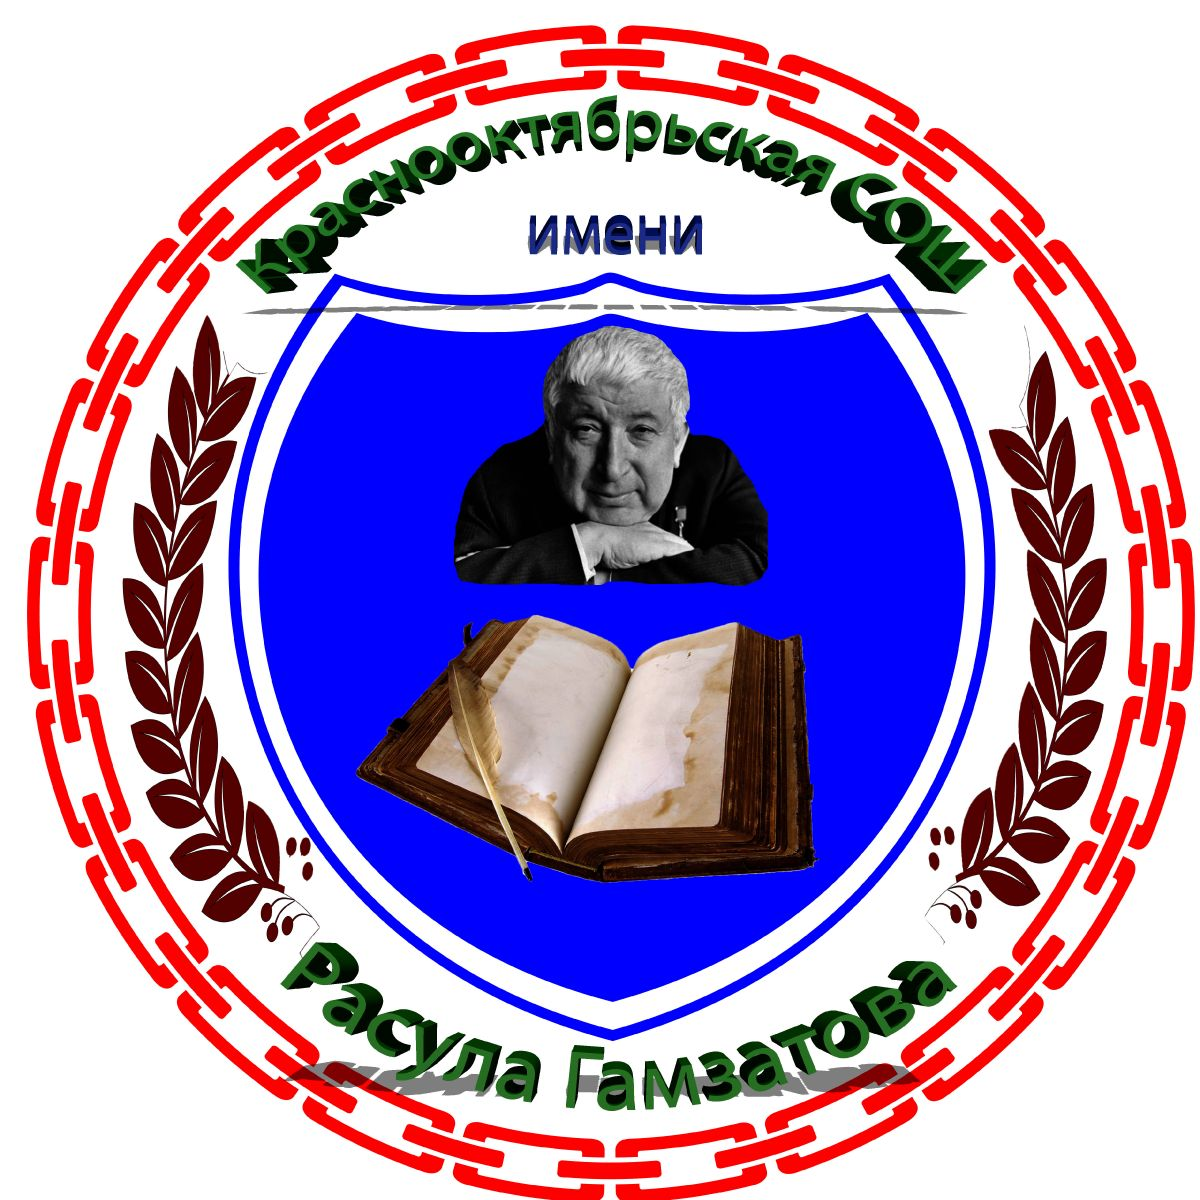 Краснооктябрьская СОШ
имени
Расула Гамзатова